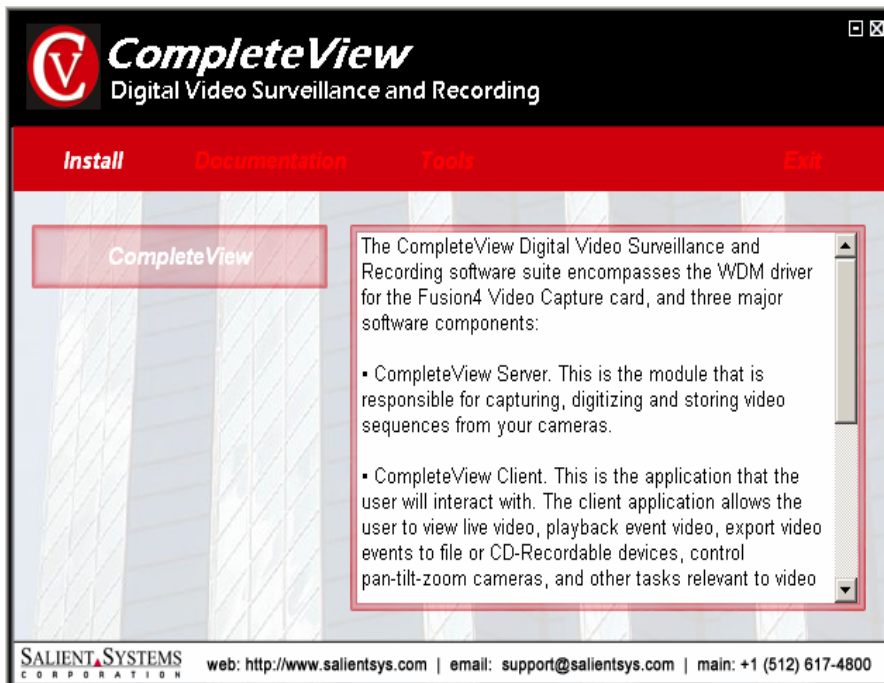 CV
CompleteView
Digital Video Surveillance and Recording
Install Documentation Tools Exit
CompleteView
The CompleteView Digital Video Surveillance and
Recording software suite encompasses the WDM driver
for the Fusion4 Video Capture card, and three major
software components:
▪ CompleteView Server. This is the module that is
responsible for capturing, digitizing and storing video
sequences from your cameras.
▪ CompleteView Client. This is the application that the
user will interact with. The client application allows the
user to view live video, playback event video, export video
events to file or CD-Recordable devices, control
pan-tilt-zoom cameras, and other tasks relevant to video
SALIENT SYSTEMS
CORPORATION
web: http://www.salientsys.com | email: support@salientsys.com | main: +1 (512) 617-4800